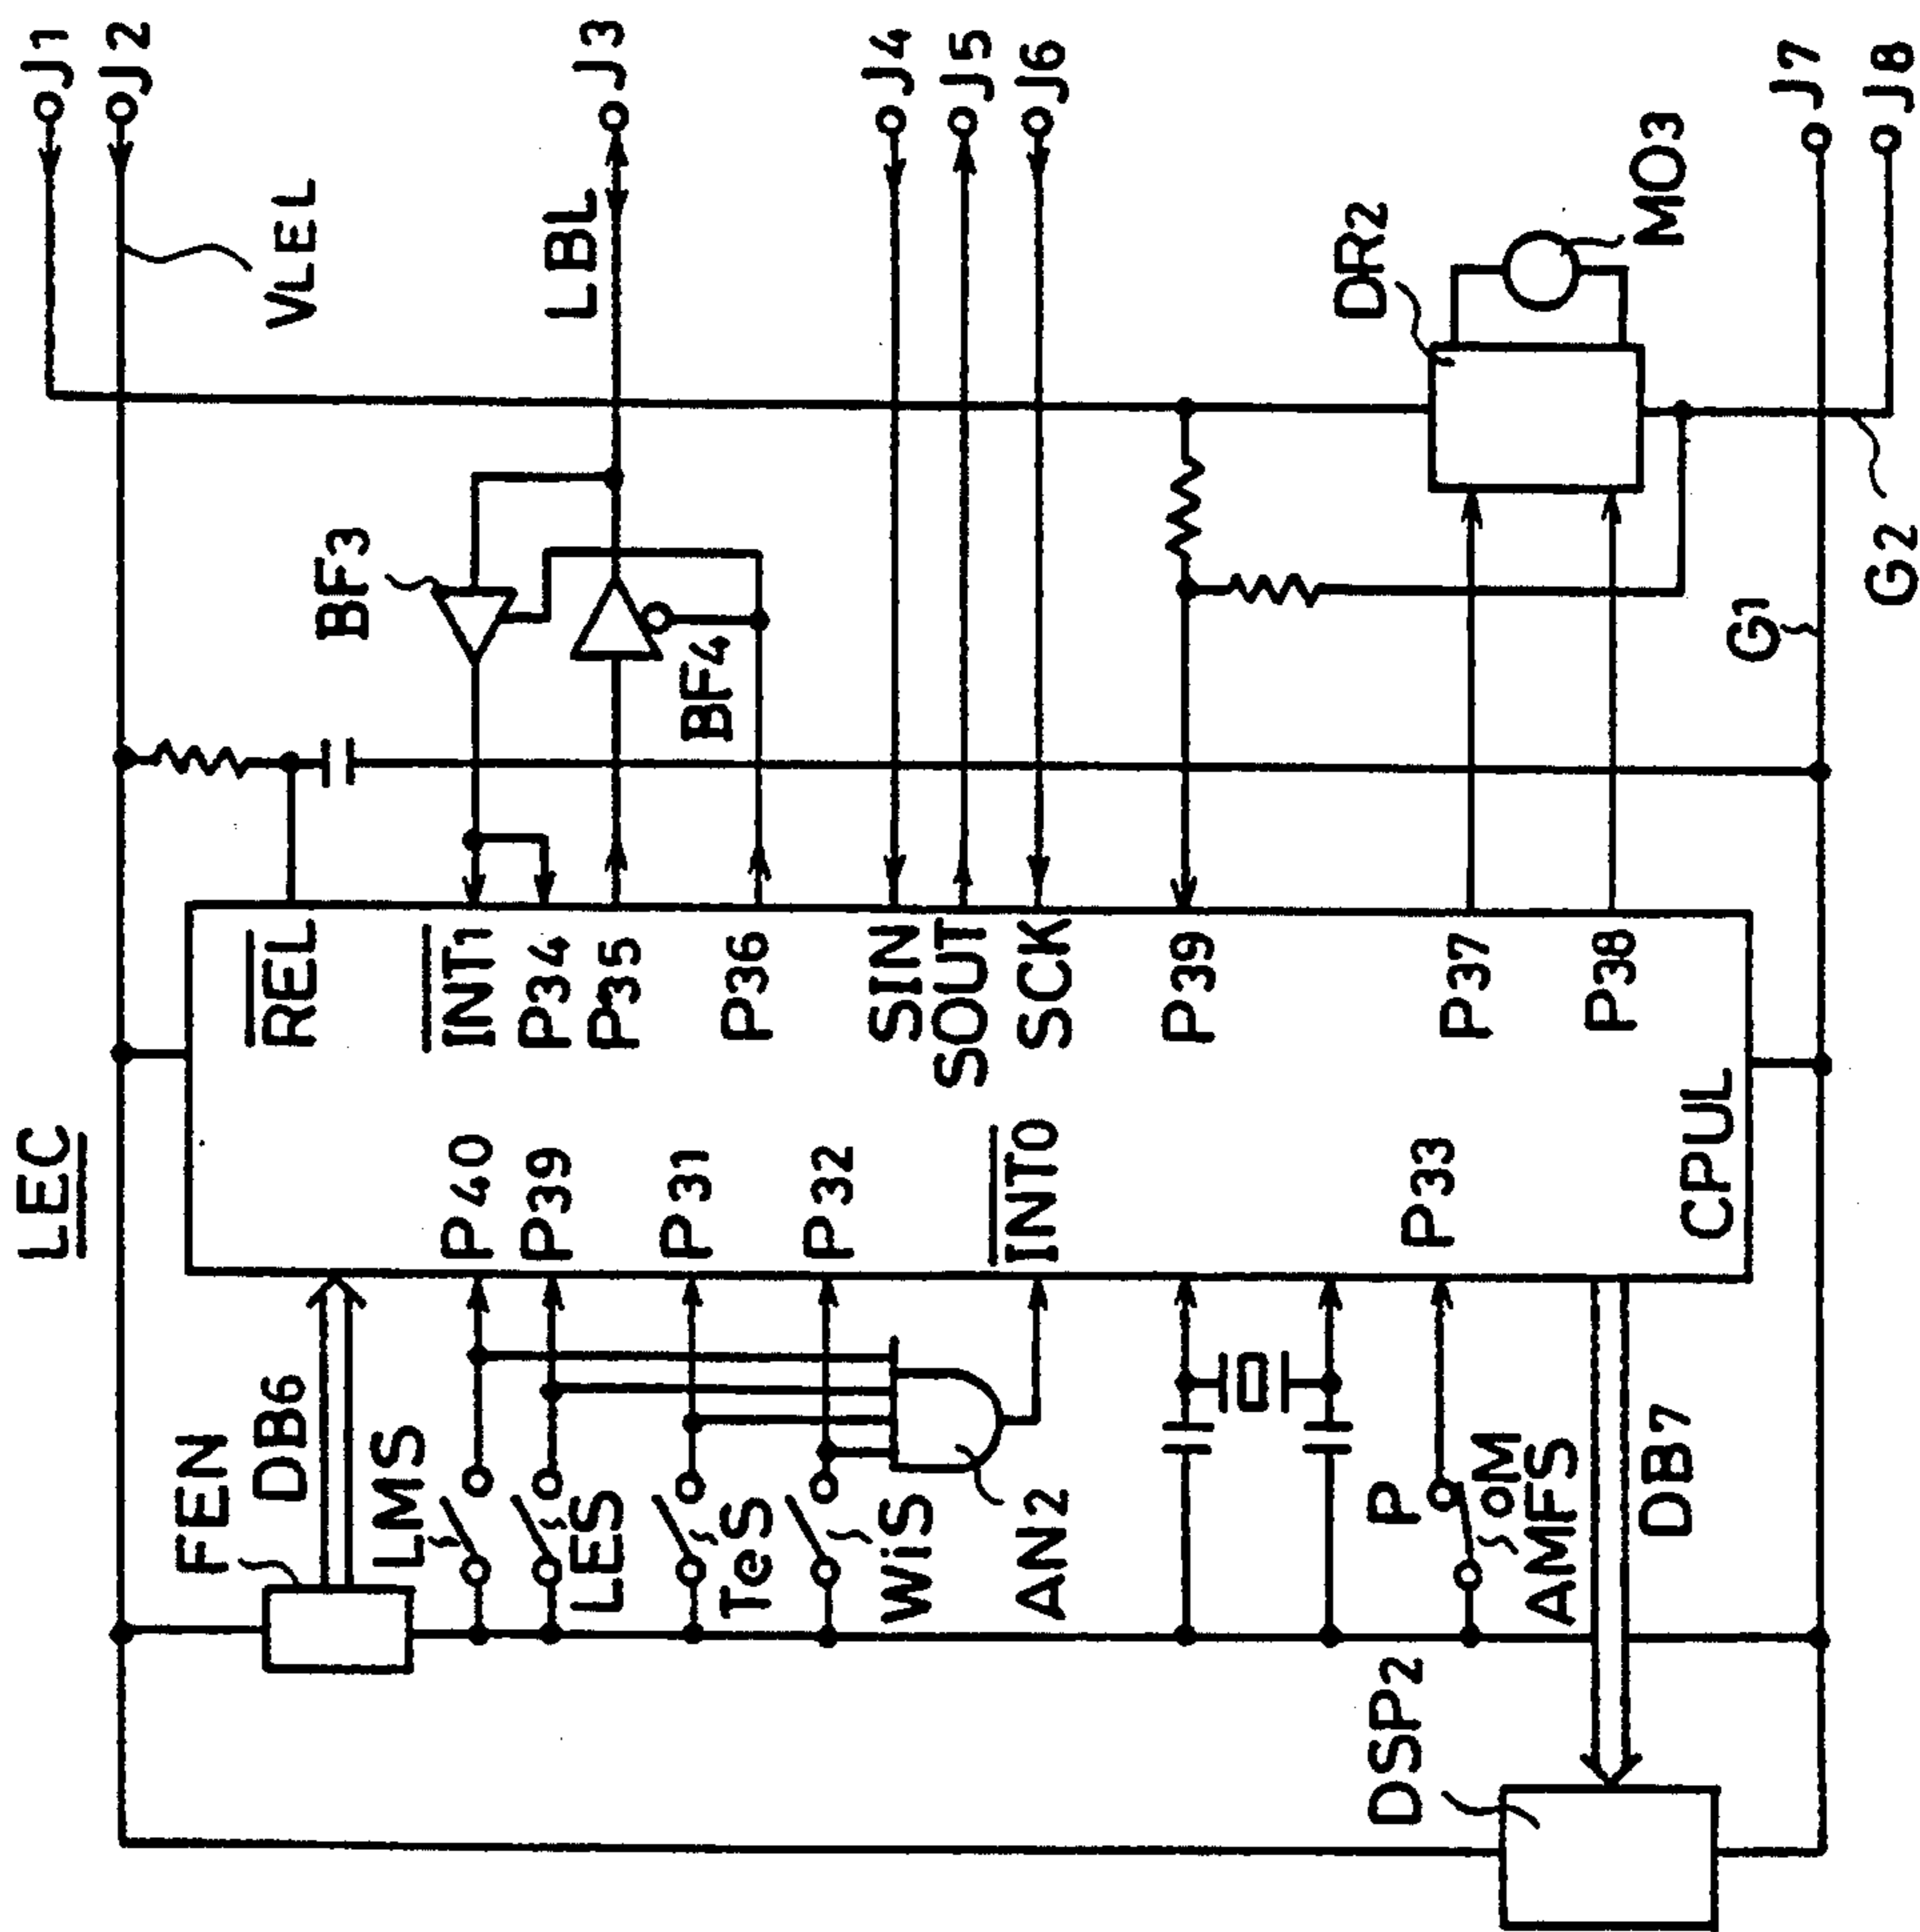 LEC
J1
J2
VLEL
J3
LBL
J4
J5
J6
J7
J8
BF3
BF4
DR2
MO3
G1
G2
REL
INT1
P34
P35
P36
SIN
SOUT
SCK
P39
P37
P38
P40
P39
P31
P32
INT0
P33
CPUL
FEN
DB6
LMS
LES
TeS
WiS
AN2
P
M
AMFS
DB7
DSP2